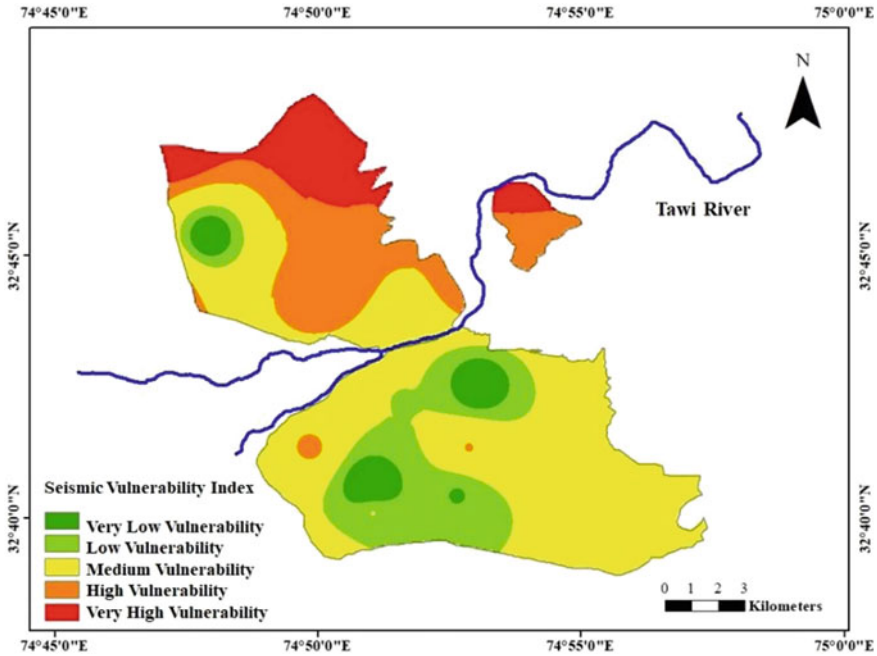 74°45'0"E 74°50'0"E 74°55'0"E 75°0'0"E
N
Tawi River
32°45'0"N 32°45'0"N
Seismic Vulnerability Index
Very Low Vulnerability
Low Vulnerability
Medium Vulnerability
High Vulnerability
Very High Vulnerability
32°40'0"N 32°40'0"N
0 1 2 3
Kilometers
74°45'0"E 74°50'0"E 74°55'0"E 75°0'0"E